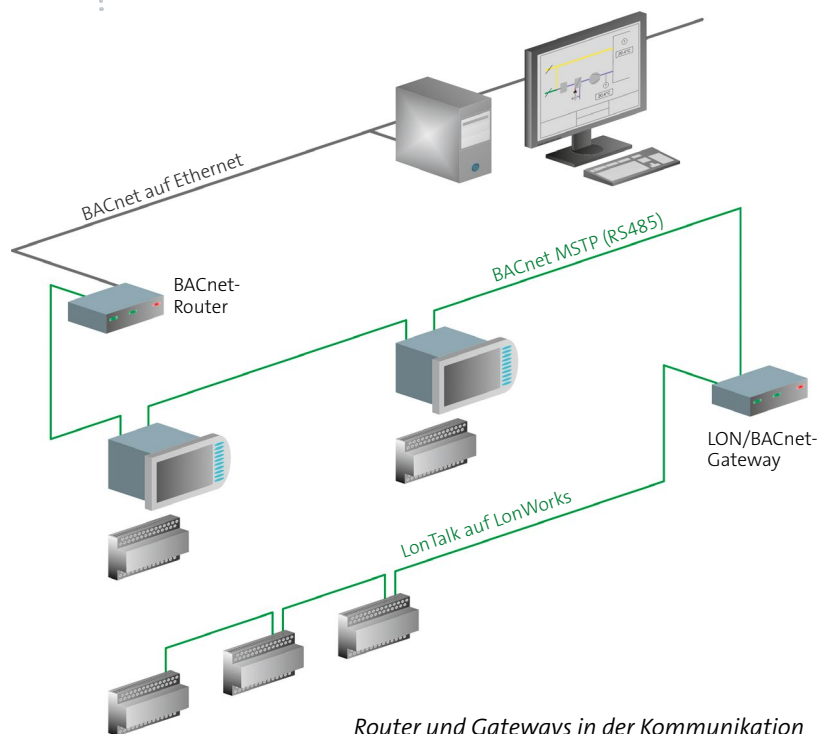 BACnet auf Ethernet
BACnet MSTP (RS485)
BACnet-
Router
LON/BACnet-
Gateway
LonTalk auf LonWorks
Router und Gateways in der Kommunikation